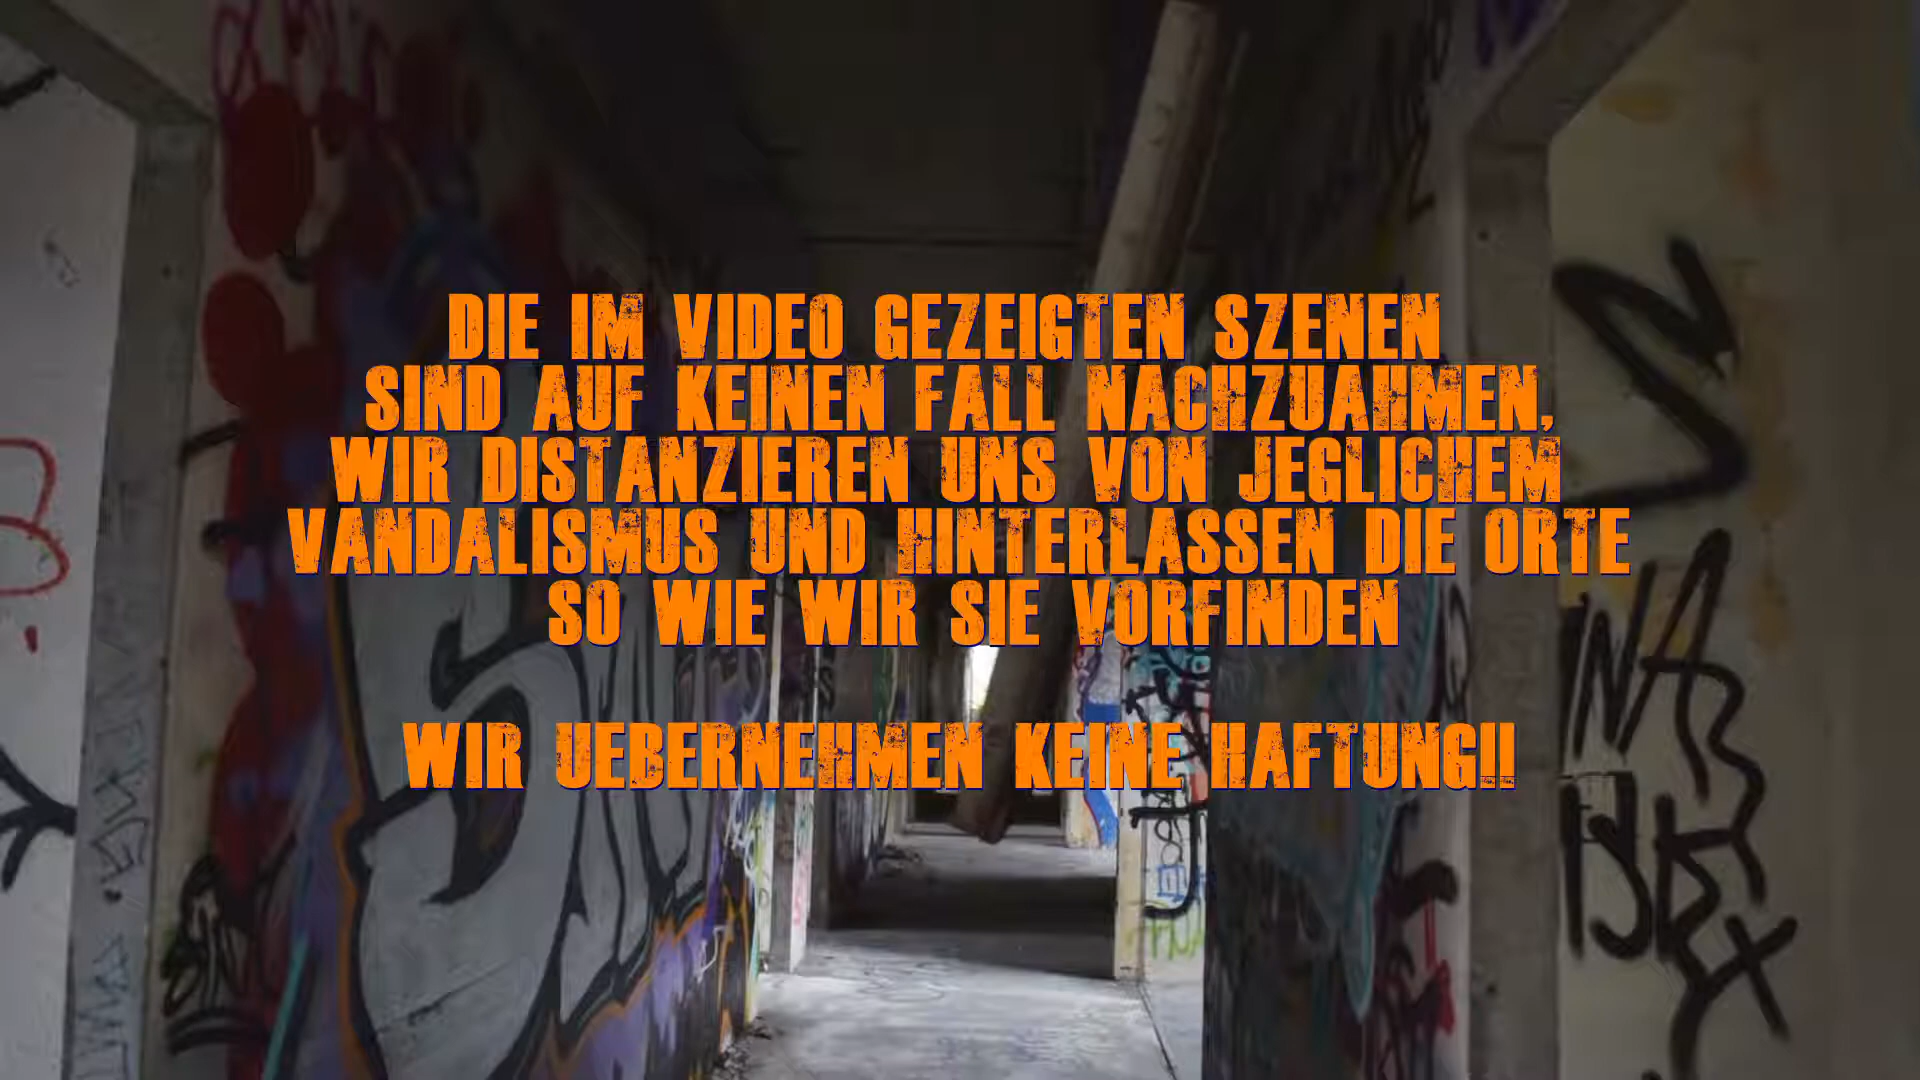 DIE IM VIDEO GEZEIGTEN SZENEN
SIND AUF KEINEN FALL NACHZUAHMEN,
WIR DISTANZIEREN UNS VON JEGLICHEM
VANDALISMUS UND HINTERLASSEN DIE ORTE
SO WIE WIR SIE VORFINDEN
WIR UEBERNEHMEN KEINE HAFTUNG!!